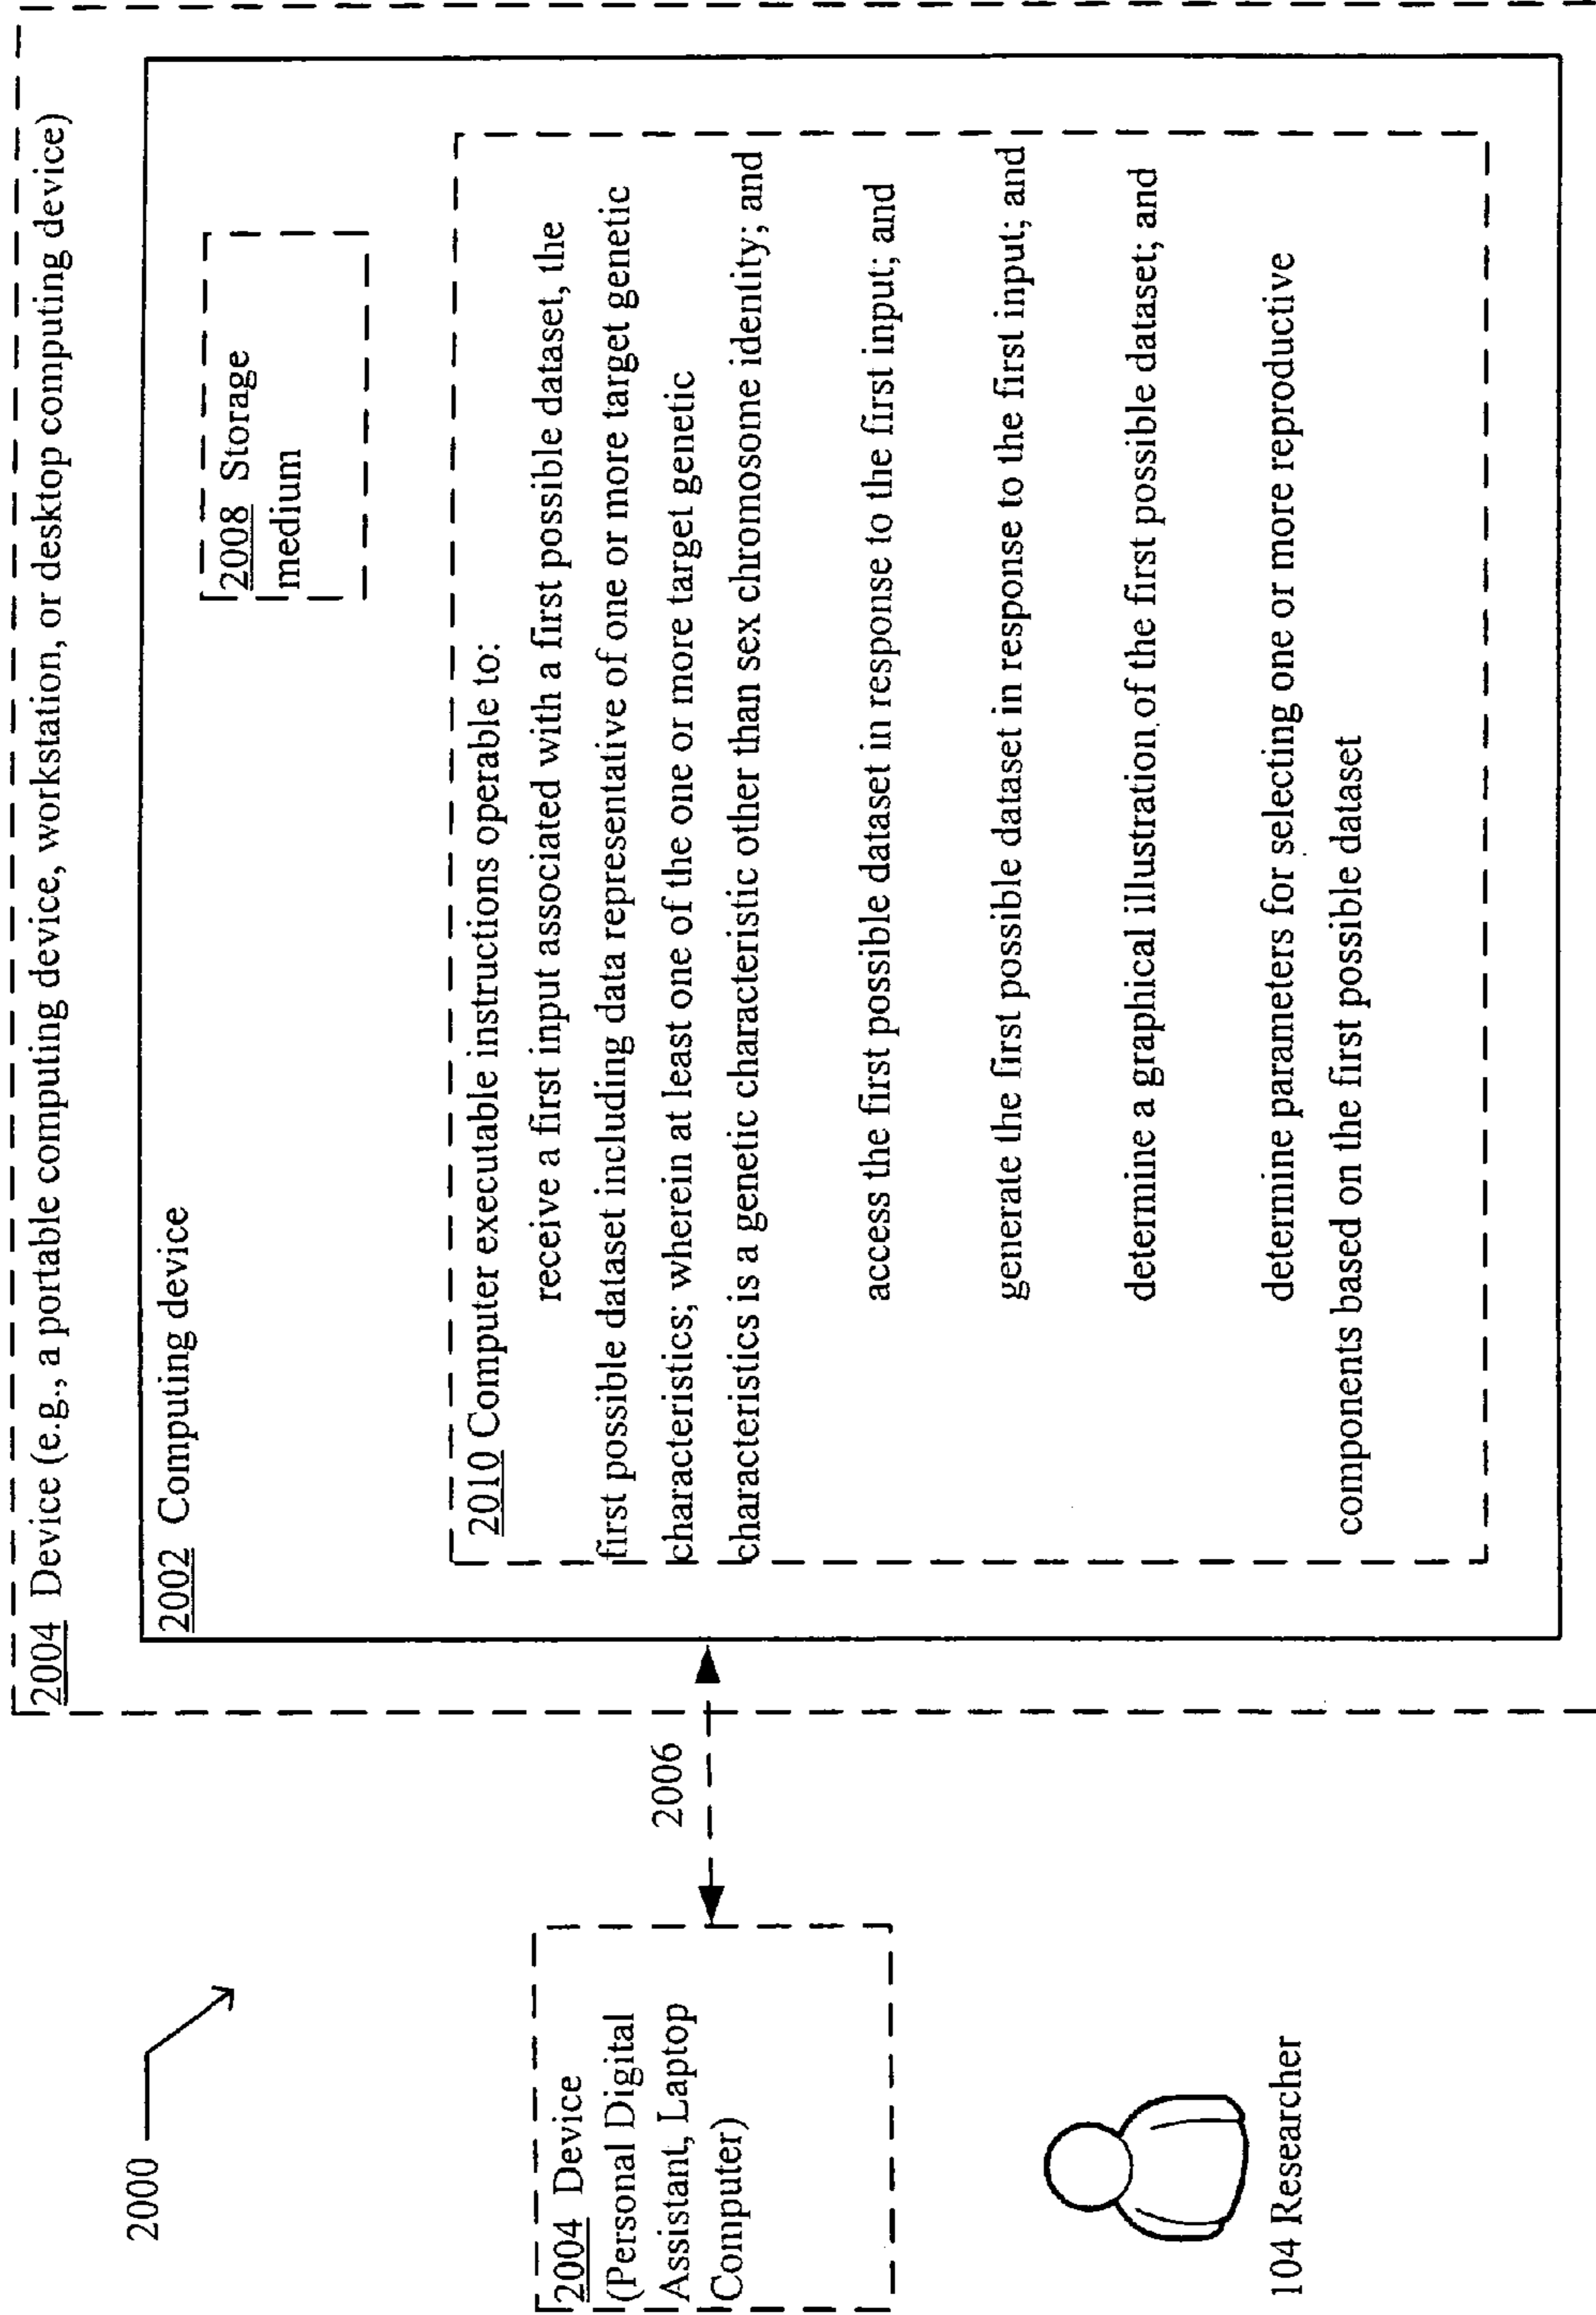 2000
2004 Device (e.g., a portable computing device, workstation, or desktop computing device)
2002 Computing device
2008 Storage
medium
2010 Computer executable instructions operable to:
receive a first input associated with a first possible dataset, the
first possible dataset including data representative of one or more target genetic
characteristics; wherein at least one of the one or more target genetic
characteristics is a genetic characteristic other than sex chromosome identity; and
access the first possible dataset in response to the first input; and
generate the first possible dataset in response to the first input; and
determine a graphical illustration of the first possible dataset; and
determine parameters for selecting one or more reproductive
components based on the first possible dataset
2006
2004 Device
(Personal Digital
Assistant, Laptop
Computer)
104 Researcher